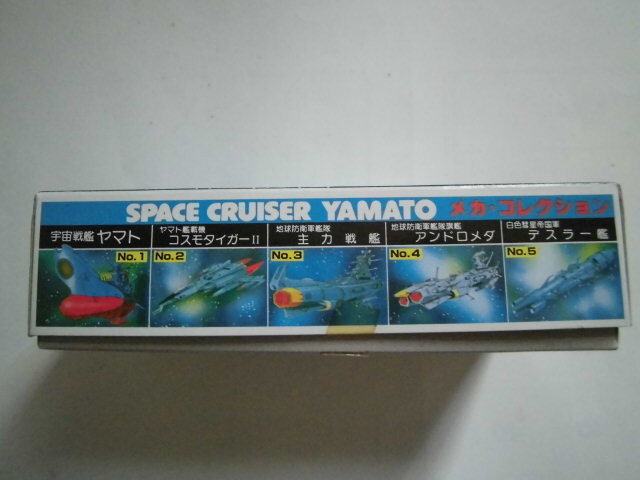 SPACE CRUISER YAMATO メカ・コレクション
宇宙戦艦 ヤマト
No.1
ヤマト艦載機
コスモタイガーII
No.2
地球防衛軍艦隊
主力戦艦
No.3
地球防衛軍艦隊旗艦
アンドロメダ
No.4
白色彗星帝国軍
デスラー艦
No.5